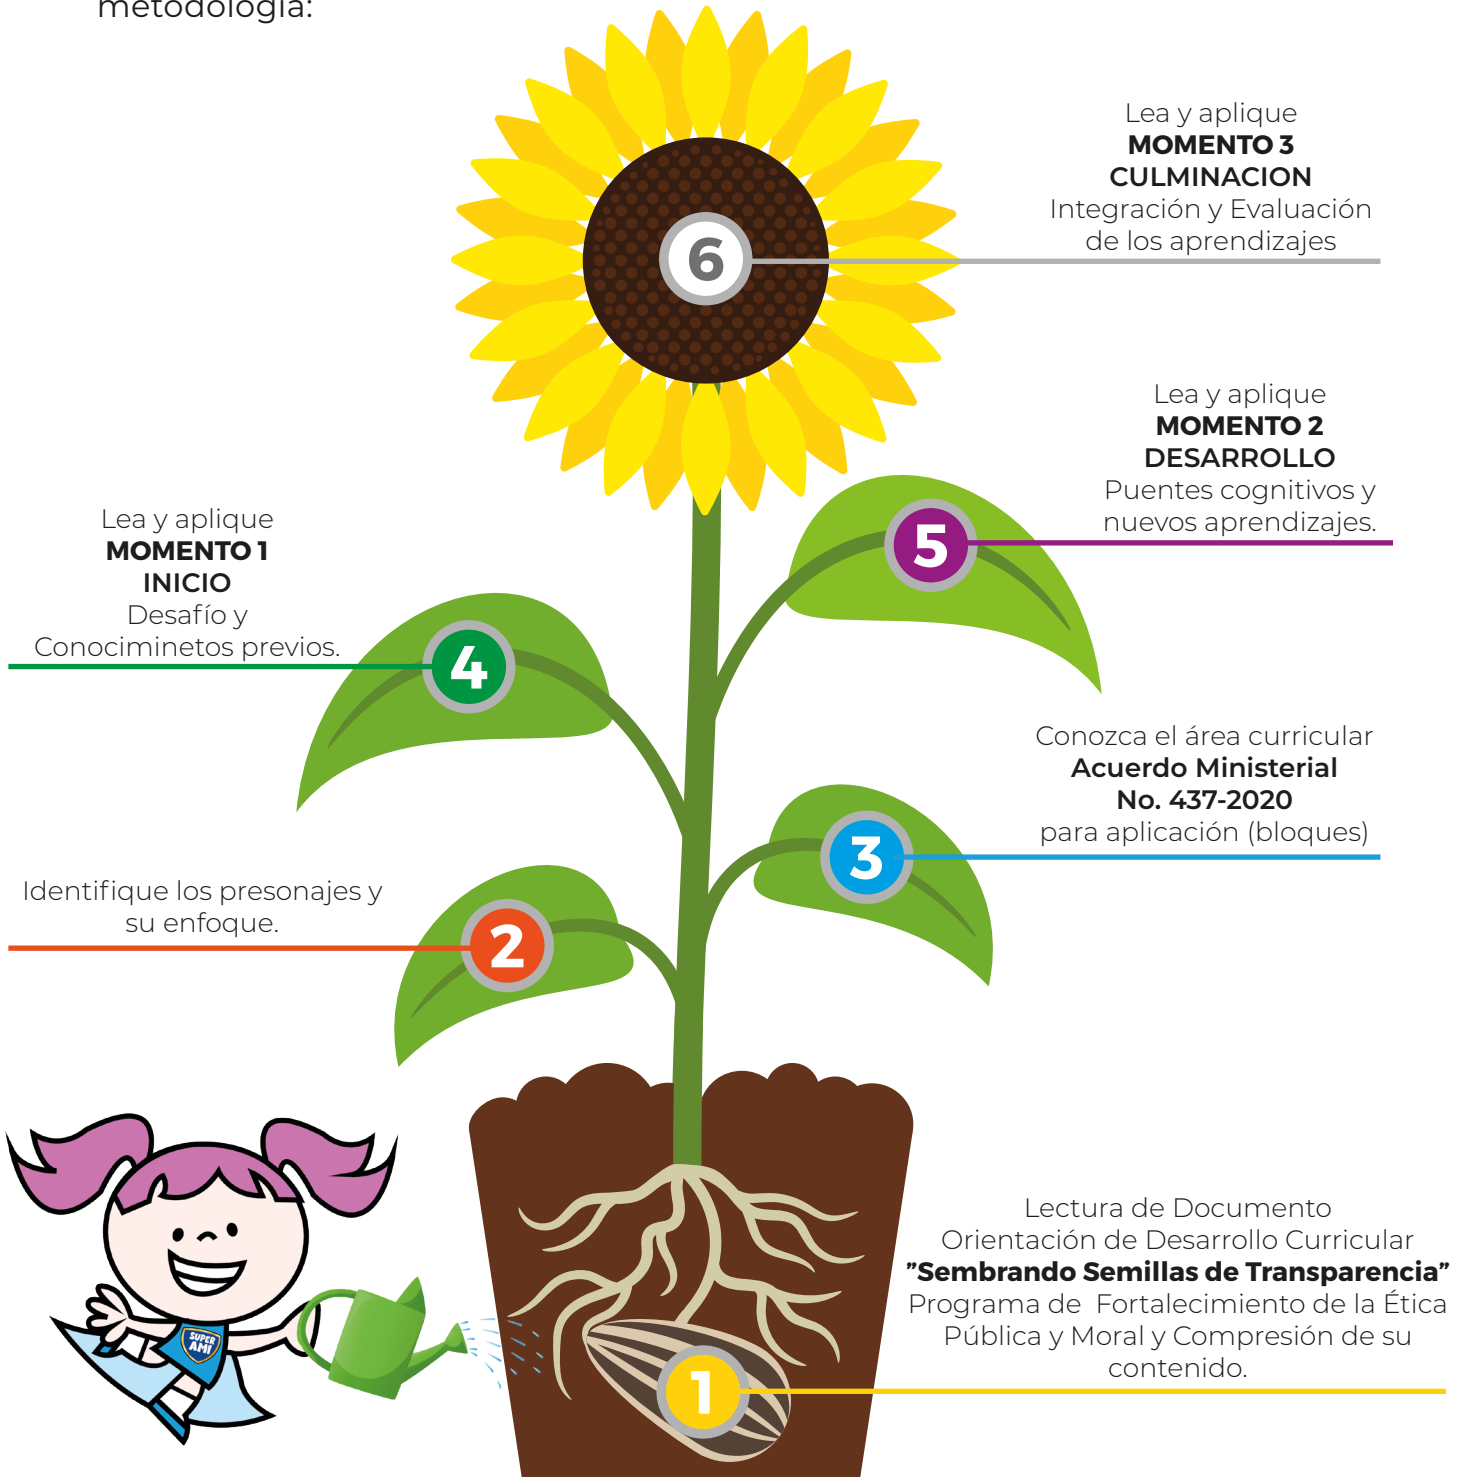 metodología:
Lea y aplique
MOMENTO 3
CULMINACION
Integración y Evaluación
de los aprendizajes
6
Lea y aplique
MOMENTO 2
DESARROLLO
Puentes cognitivos y
nuevos aprendizajes.
5
Lea y aplique
MOMENTO 1
INICIO
Desafío y
Conociminetos previos.
4
Conozca el área curricular
Acuerdo Ministerial
No. 437-2020
para aplicación (bloques)
3
Identifique los presonajes y
su enfoque.
2
Lectura de Documento
Orientación de Desarrollo Curricular
"Sembrando Semillas de Transparencia"
Programa de Fortalecimiento de la Ética
Pública y Moral y Compresión de su
contenido.
1
SUPER
AMI